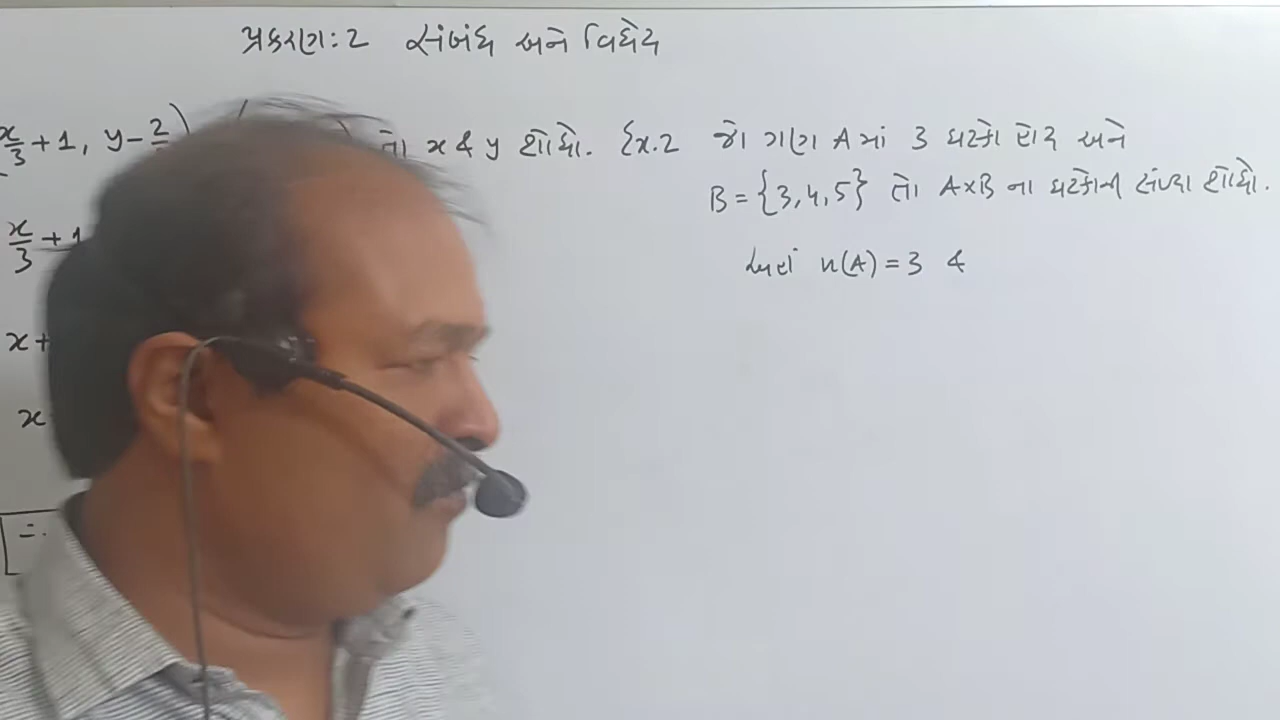 પ્રકરણ: 2 સંબંધ અને વિધેય
x/3 + 1, y - 2/ ) તો x & y શોધો.
Ex.2 જો ગણ A માં 3 ઘટકો હોય અને
B = {3, 4, 5} તો A×B ના ઘટકોની સંખ્યા શોધો.
x/3 + 1
અહીં n(A) = 3 &
x+
x
∴